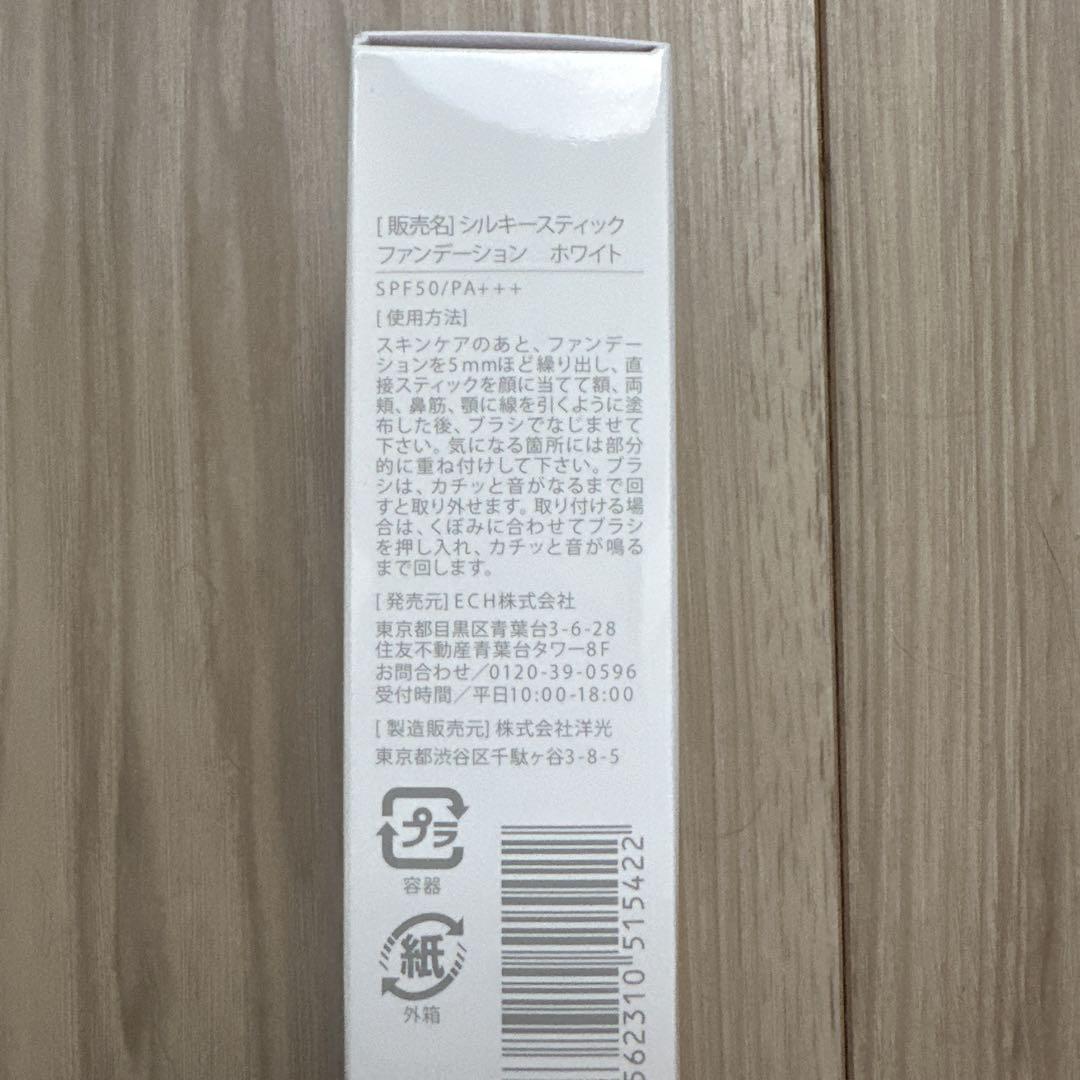 [販売名]シルキースティック
ファンデーション ホワイト
SPF50/PA+++
[使用方法]
スキンケアのあと、ファンデー
ションを5mmほど繰り出し、直
接スティックを顔に当てて額、両
頬、鼻筋、顎に線を引くように塗
布した後、ブラシでなじませて
下さい。気になる箇所には部分
的に重ね付けして下さい。ブラ
シは、カチッと音がなるまで回
すと取り外せます。取り付ける場
合は、くぼみに合わせてブラシ
を押し入れ、カチッと音が鳴る
まで回します。
[発売元]ECH株式会社
東京都目黒区青葉台3-6-28
住友不動産青葉台タワー8F
お問合わせ/0120-39-0596
受付時間/平日10:00-18:00
[製造販売元]株式会社洋光
東京都渋谷区千駄ヶ谷3-8-5
プラ
容器
紙
外箱
562310 515422